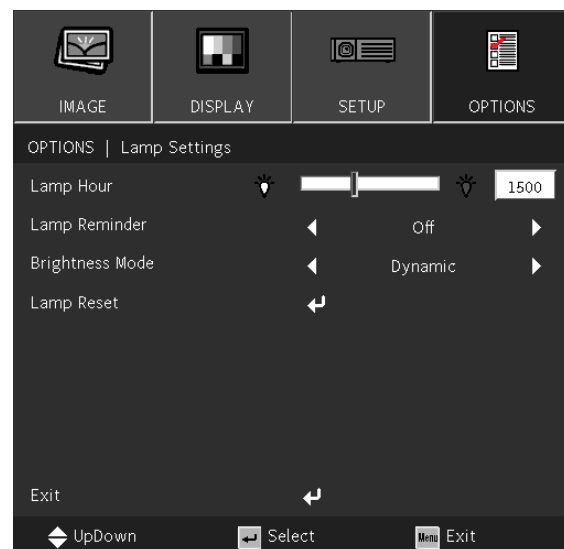 IMAGE DISPLAY SETUP OPTIONS
OPTIONS | Lamp Settings
Lamp Hour 1500
Lamp Reminder Off
Brightness Mode Dynamic
Lamp Reset
Exit
UpDown Select Menu Exit